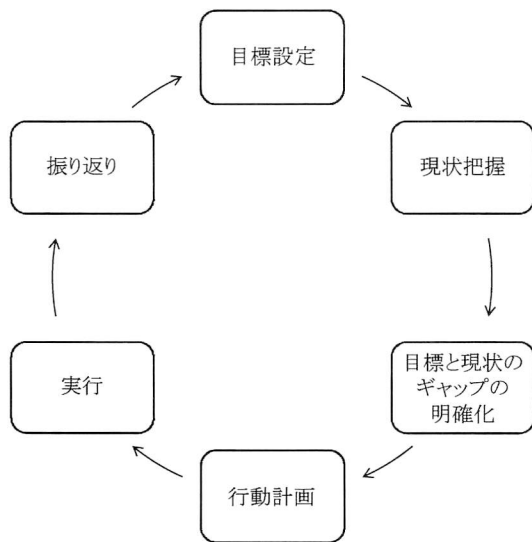 目標設定
現状把握
目標と現状の
ギャップの
明確化
行動計画
実行
振り返り